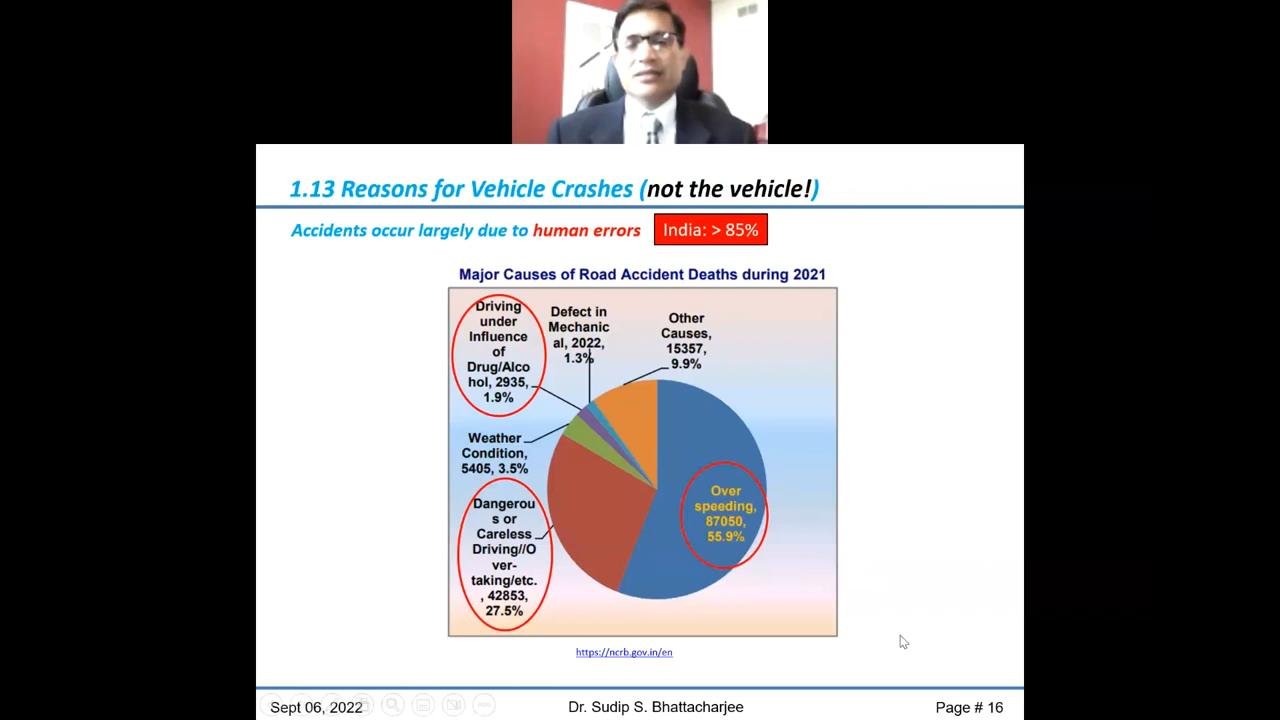 1.13 Reasons for Vehicle Crashes (not the vehicle!)
Accidents occur largely due to human errors
India: > 85%
Major Causes of Road Accident Deaths during 2021
Driving
under
Influence
of
Drug/Alco
hol, 2935,
1.9%
Defect in
Mechanic
al, 2022,
1.3%
Other
Causes,
15357,
9.9%
Weather
Condition,
5405, 3.5%
Dangerou
s or
Careless
Driving//O
ver-
taking/etc.
, 42853,
27.5%
Over
speeding,
87050,
55.9%
https://ncrb.gov.in/en
Sept 06, 2022
Dr. Sudip S. Bhattacharjee
Page # 16